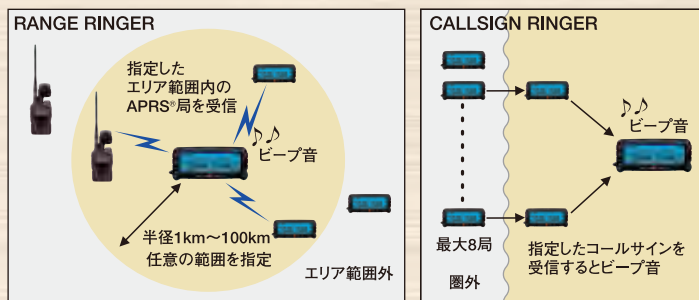 RANGE RINGER
指定した
エリア範囲内の
APRS®局を受信
♪♪
ビープ音
半径1km～100km
任意の範囲を指定
エリア範囲外
CALLSIGN RINGER
♪♪
ビープ音
最大8局
圏外
指定したコールサインを
受信するとビープ音